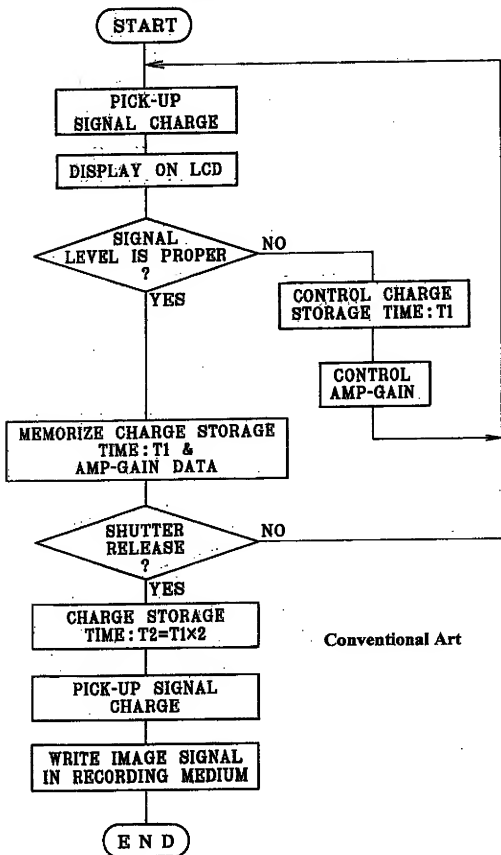 START
PICK-UP
SIGNAL CHARGE
DISPLAY ON LCD
SIGNAL
LEVEL IS PROPER
?
NO
YES
CONTROL CHARGE
STORAGE TIME:T1
CONTROL
AMP-GAIN
MEMORIZE CHARGE STORAGE
TIME:T1 &
AMP-GAIN DATA
SHUTTER
RELEASE
?
NO
YES
CHARGE STORAGE
TIME:T2=T1×2
Conventional Art
PICK-UP SIGNAL
CHARGE
WRITE IMAGE SIGNAL
IN RECORDING MEDIUM
END